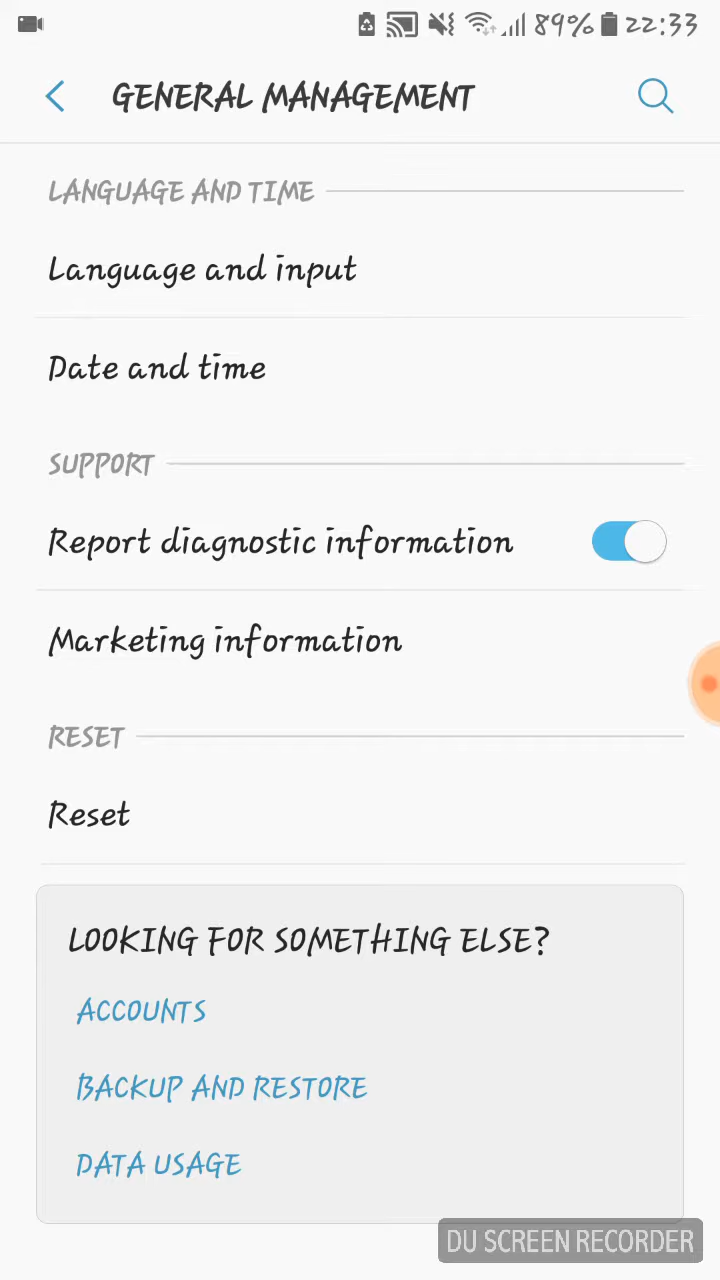 89% 22:33
GENERAL MANAGEMENT
LANGUAGE AND TIME
Language and input
Date and time
SUPPORT
Report diagnostic information
Marketing information
RESET
Reset
LOOKING FOR SOMETHING ELSE?
ACCOUNTS
BACKUP AND RESTORE
DATA USAGE
DU SCREEN RECORDER